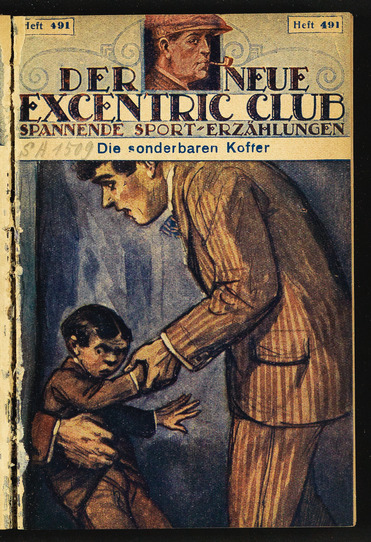 Heft 491
Heft 491
DER NEUE
EXCENTRIC CLUB
SPANNENDE SPORT-ERZÄHLUNGEN
SA 1509
Die sonderbaren Koffer